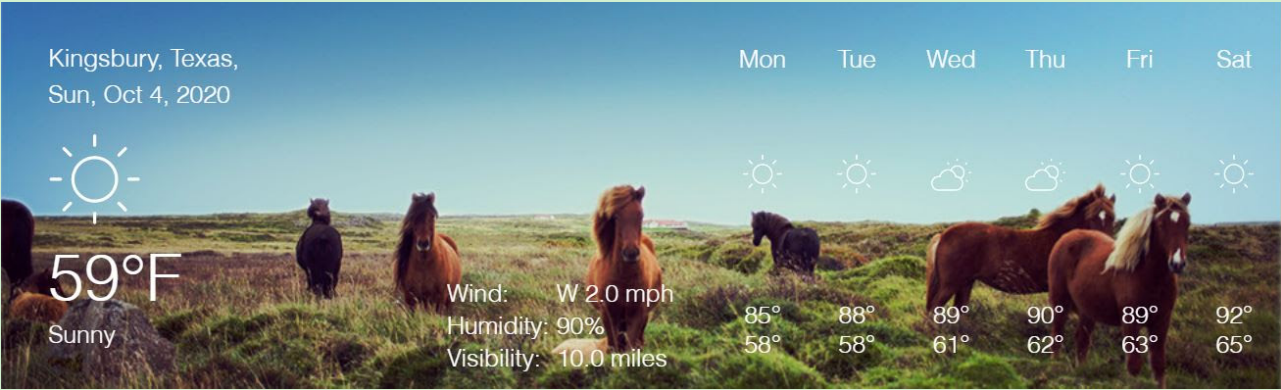 Kingsbury, Texas,
Sun, Oct 4, 2020
59°F
Sunny
Wind: W 2.0 mph
Humidity: 90%
Visibility: 10.0 miles
Mon Tue Wed Thu Fri Sat
85° 88° 89° 90° 89° 92°
58° 58° 61° 62° 63° 65°